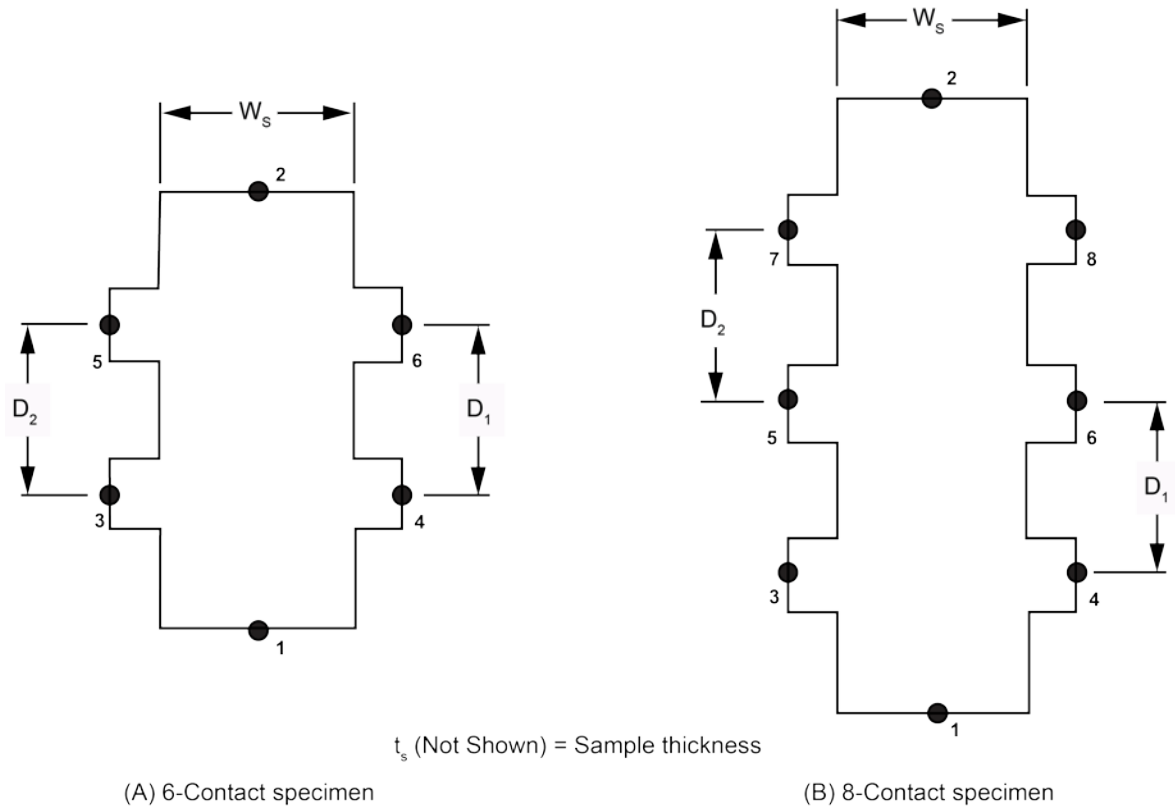 W_s
2
5
6
D_2
D_1
3
4
1
W_s
2
7
8
D_2
5
6
D_1
3
4
1
t_s (Not Shown) = Sample thickness
(A) 6-Contact specimen
(B) 8-Contact specimen